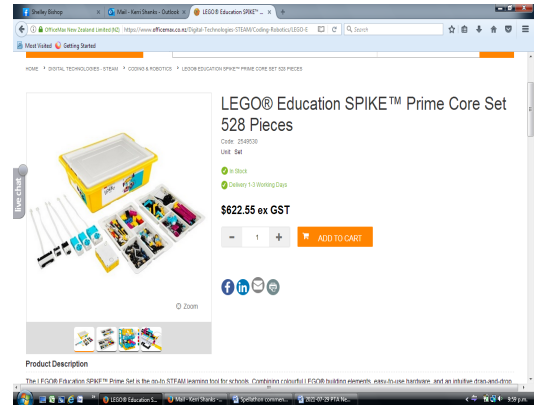 Shelley Bishop
Mail - Kerri Shanks - Outlook
LEGO® Education SPIKE™ ...
OfficeMax New Zealand Limited (NZ)
https://www.officemax.co.nz/Digital-Technologies-STEAM/Coding-Robotics/LEGO-E
Search
Most Visited
Getting Started
HOME
DIGITAL TECHNOLOGIES - STEAM
CODING & ROBOTICS
LEGO® EDUCATION SPIKE™ PRIME CORE SET 528 PIECES
LEGO® Education SPIKE™ Prime Core Set
528 Pieces
Code: 2549530
Unit: Set
In Stock
Delivery 1-3 Working Days
$622.55 ex GST
- 1 +
ADD TO CART
live chat
Zoom
Product Description
The LEGO® Education SPIKE™ Prime Set is the go-to STEAM learning tool for schools. Combining colourful LEGO® building elements, easy-to-use hardware, and an intuitive drag-and-drop
LEGO® Education S...
Mail - Kerri Shanks -...
Spellathon commen...
2021-07-29 PTA Ne...
9:59 p.m.